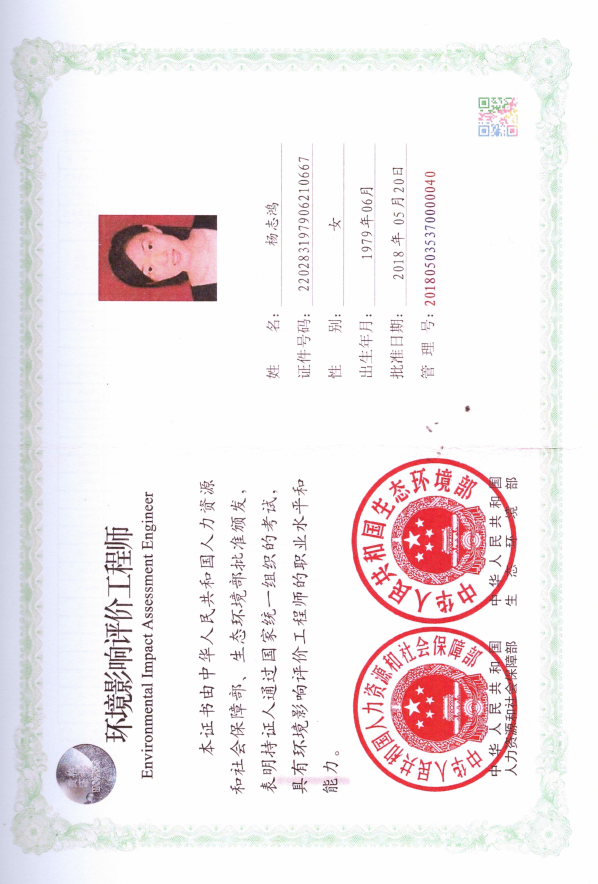 环境影响评价工程师
Environmental Impact Assessment Engineer
本证书由中华人民共和国人力资源
和社会保障部、生态环境部批准颁发，
表明持证人通过国家统一组织的考试，
具有环境影响评价工程师的职业水平和
能力。
中华人民共和国人力资源和社会保障部
中华人民共和国
人力资源和社会保障部
中华人民共和国生态环境部
中华人民共和国
生态环境部
姓 名： 杨志鸿
证件号码： 220283197906210667
性 别： 女
出生年月： 1979年06月
批准日期： 2018 年 05月20日
管 理 号： 201805035370000040